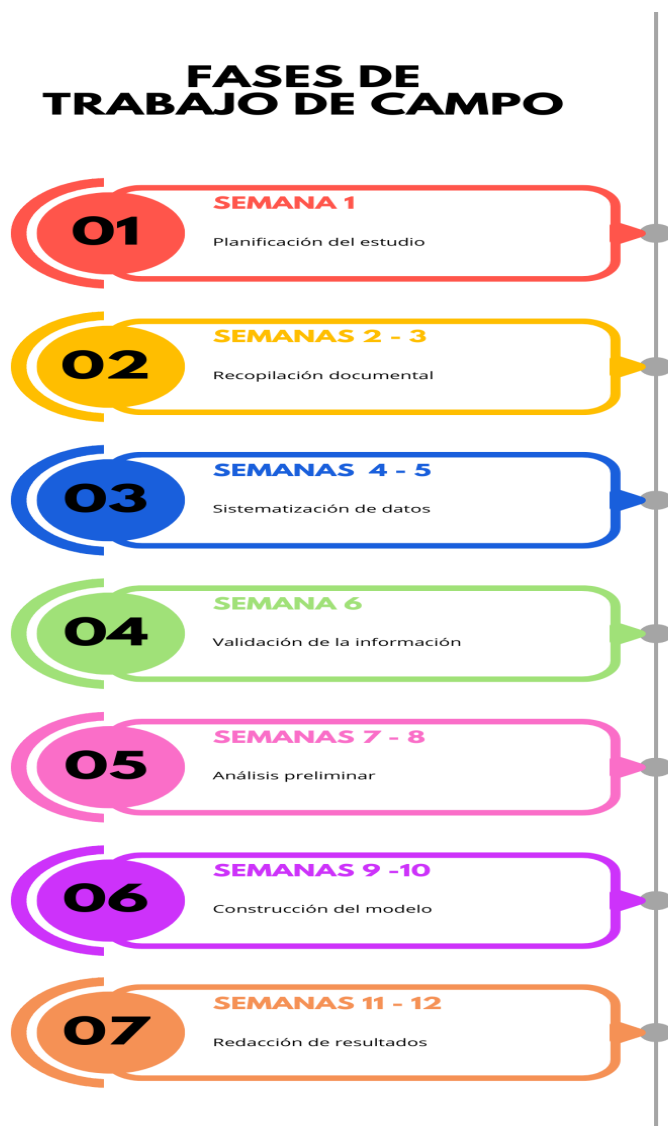 FASES DE
TRABAJO DE CAMPO
01
SEMANA 1
Planificación del estudio
02
SEMANAS 2 - 3
Recopilación documental
03
SEMANAS 4 - 5
Sistematización de datos
04
SEMANA 6
Validación de la información
05
SEMANAS 7 - 8
Análisis preliminar
06
SEMANAS 9 -10
Construcción del modelo
07
SEMANAS 11 - 12
Redacción de resultados